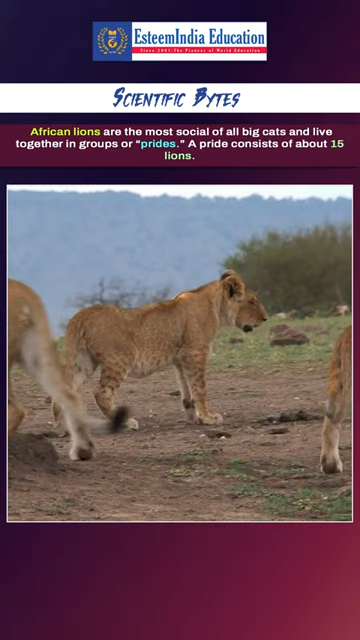 EsteemIndia Education
Since 2001 The Pioneer of World Education
Scientific Bytes
African lions are the most social of all big cats and live
together in groups or "prides." A pride consists of about 15
lions.